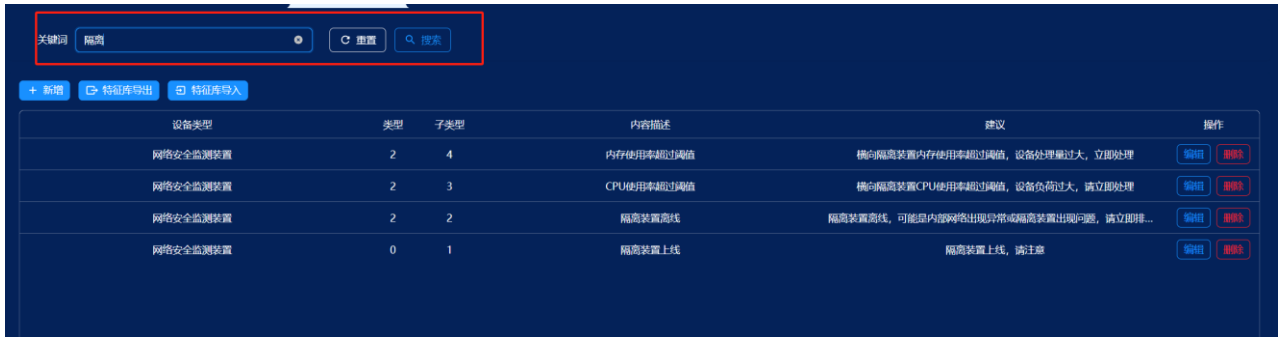 关键词 隔离 重置 搜索
+ 新增 特征库导出 特征库导入
设备类型 类型 子类型 内容描述 建议 操作
网络安全监测装置 2 4 内存使用率超过阈值 横向隔离装置内存使用率超过阈值，设备处理量过大，立即处理 编辑 删除
网络安全监测装置 2 3 CPU使用率超过阈值 横向隔离装置CPU使用率超过阈值，设备负荷过大，请立即处理 编辑 删除
网络安全监测装置 2 2 隔离装置离线 隔离装置离线，可能是内部网络出现异常或隔离装置出现问题，请立即排... 编辑 删除
网络安全监测装置 0 1 隔离装置上线 隔离装置上线，请注意 编辑 删除